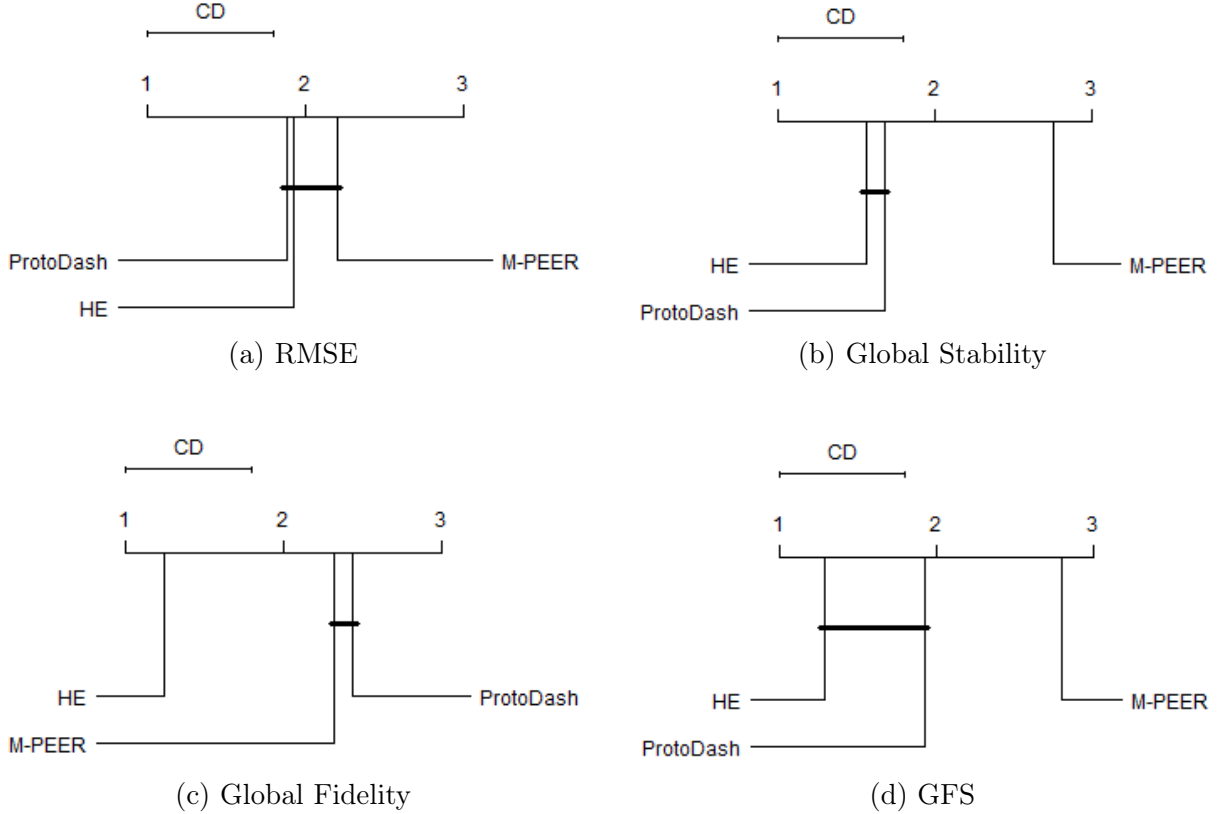 CD
1 2 3
ProtoDash
M-PEER
HE
(a) RMSE
CD
1 2 3
HE
M-PEER
ProtoDash
(b) Global Stability
CD
1 2 3
HE
ProtoDash
M-PEER
(c) Global Fidelity
CD
1 2 3
HE
M-PEER
ProtoDash
(d) GFS